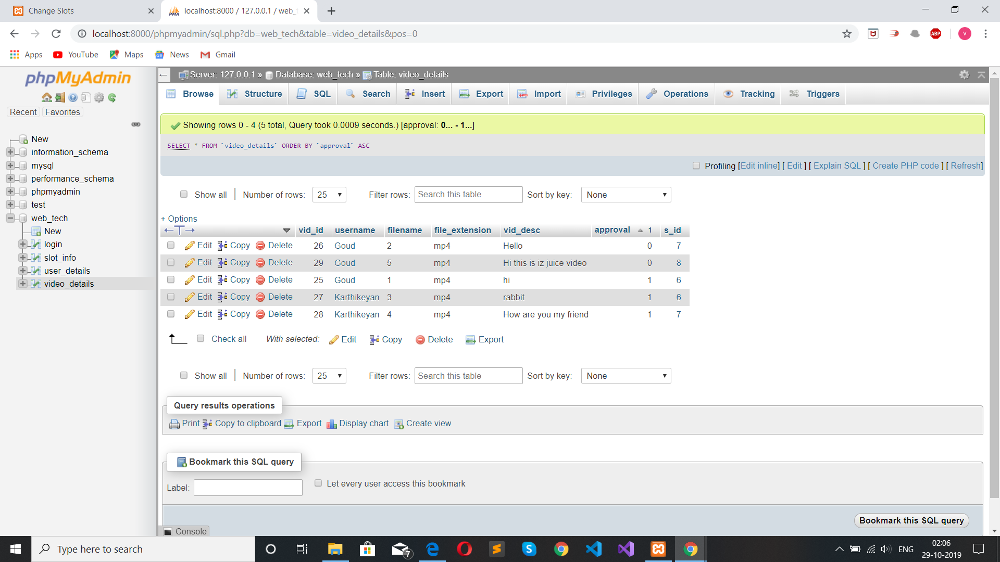 Change Slots
localhost:8000 / 127.0.0.1 / web_t
localhost:8000/phpmyadmin/sql.php?db=web_tech&table=video_details&pos=0
ABP
V
Apps YouTube Maps News Gmail
phpMyAdmin
Recent Favorites
New
information_schema
mysql
performance_schema
phpmyadmin
test
web_tech
New
login
slot_info
user_details
video_details
Server: 127.0.0.1 » Database: web_tech » Table: video_details
Browse Structure SQL Search Insert Export Import Privileges Operations Tracking Triggers
Showing rows 0 - 4 (5 total, Query took 0.0009 seconds.) [approval: 0... - 1...]
SELECT * FROM `video_details` ORDER BY `approval` ASC
Profiling [Edit inline] [ Edit ] [ Explain SQL ] [ Create PHP code ] [ Refresh]
Show all Number of rows: 25 Filter rows: Search this table Sort by key: None
+ Options
←T→ vid_id username filename file_extension vid_desc approval 1 s_id
Edit Copy Delete 26 Goud 2 mp4 Hello 0 7
Edit Copy Delete 29 Goud 5 mp4 Hi this is iz juice video 0 8
Edit Copy Delete 25 Goud 1 mp4 hi 1 6
Edit Copy Delete 27 Karthikeyan 3 mp4 rabbit 1 6
Edit Copy Delete 28 Karthikeyan 4 mp4 How are you my friend 1 7
Check all With selected: Edit Copy Delete Export
Show all Number of rows: 25 Filter rows: Search this table Sort by key: None
Query results operations
Print Copy to clipboard Export Display chart Create view
Bookmark this SQL query
Label: Let every user access this bookmark
Bookmark this SQL query
Console
Type here to search
7
ENG
02:06
29-10-2019